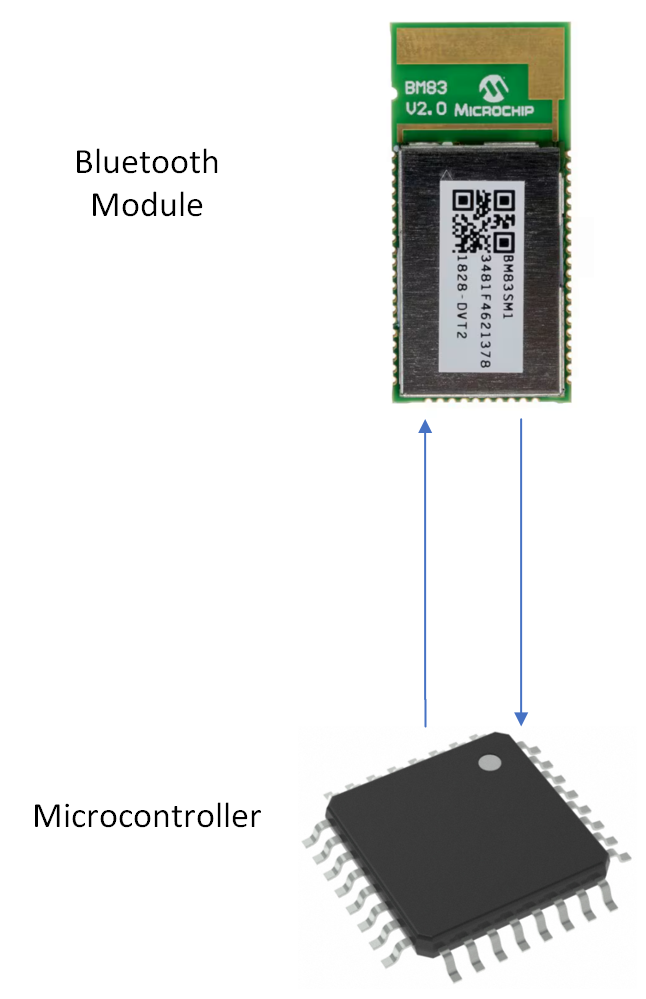 BM83
V2.0 MICROCHIP
Bluetooth
Module
BM83SM1
3481F4621378
1828-DVT2
Microcontroller